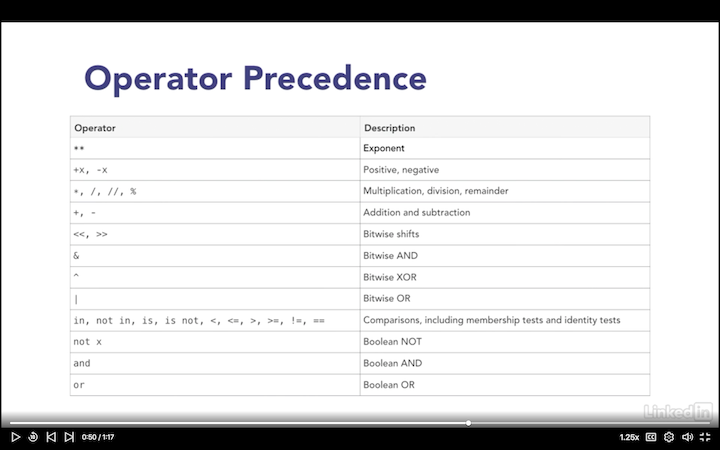 Operator Precedence
Operator Description
** Exponent
+x, -x Positive, negative
*, /, //, % Multiplication, division, remainder
+, - Addition and subtraction
<<, >> Bitwise shifts
& Bitwise AND
^ Bitwise XOR
| Bitwise OR
in, not in, is, is not, <, <=, >, >=, !=, == Comparisons, including membership tests and identity tests
not x Boolean NOT
and Boolean AND
or Boolean OR
Linked in
0:50 / 1:17 1.25x CC